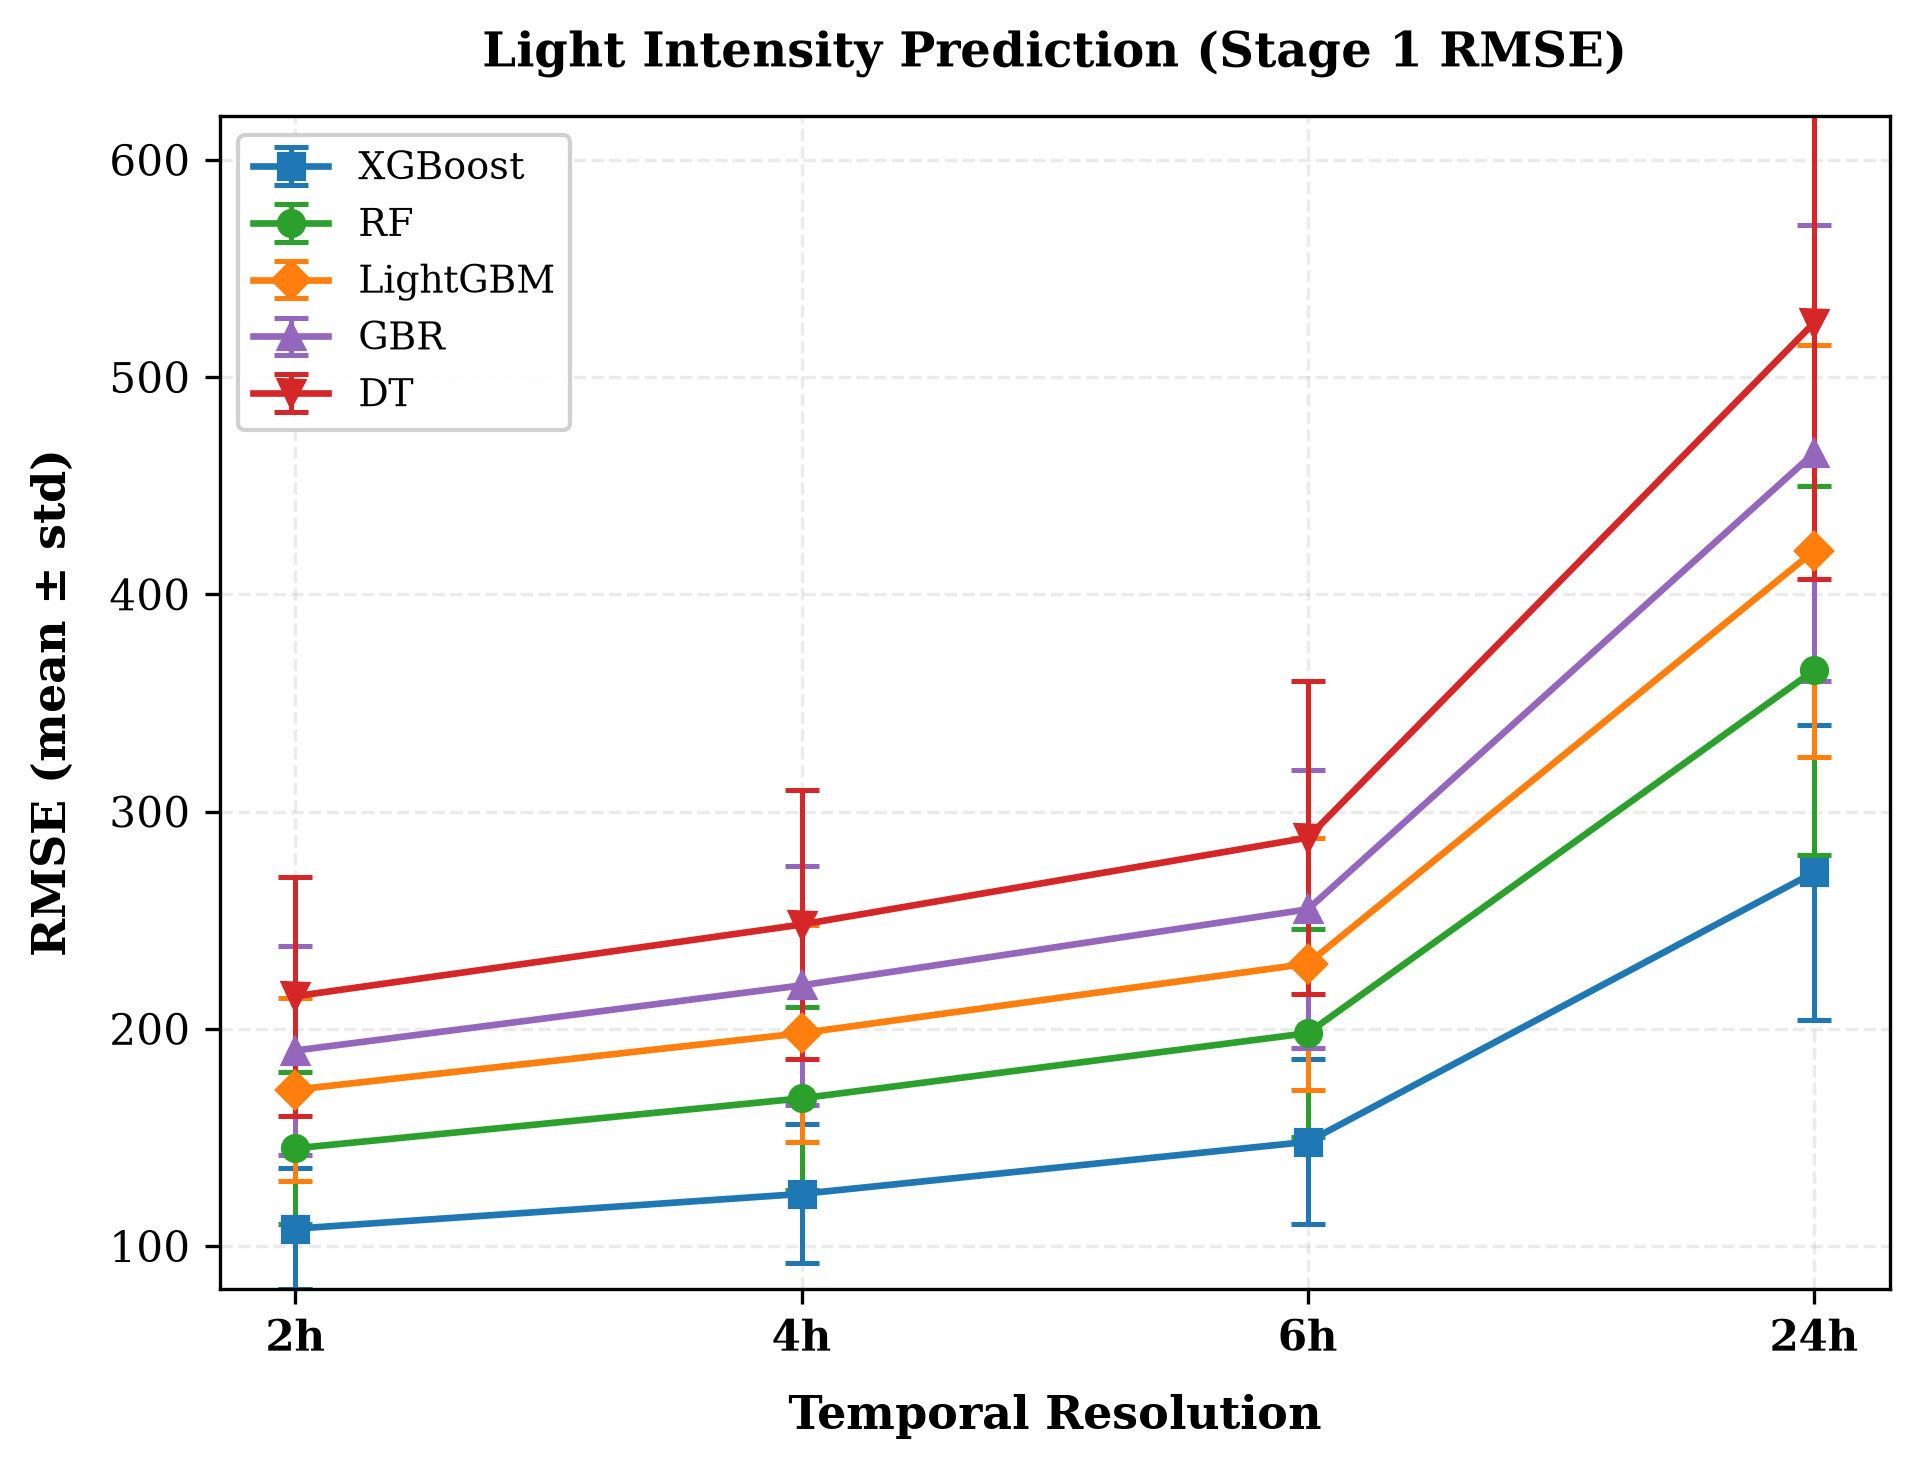 Light Intensity Prediction (Stage 1 RMSE)
XGBoost
RF
LightGBM
GBR
DT
RMSE (mean ± std)
600
500
400
300
200
100
2h 4h 6h 24h
Temporal Resolution